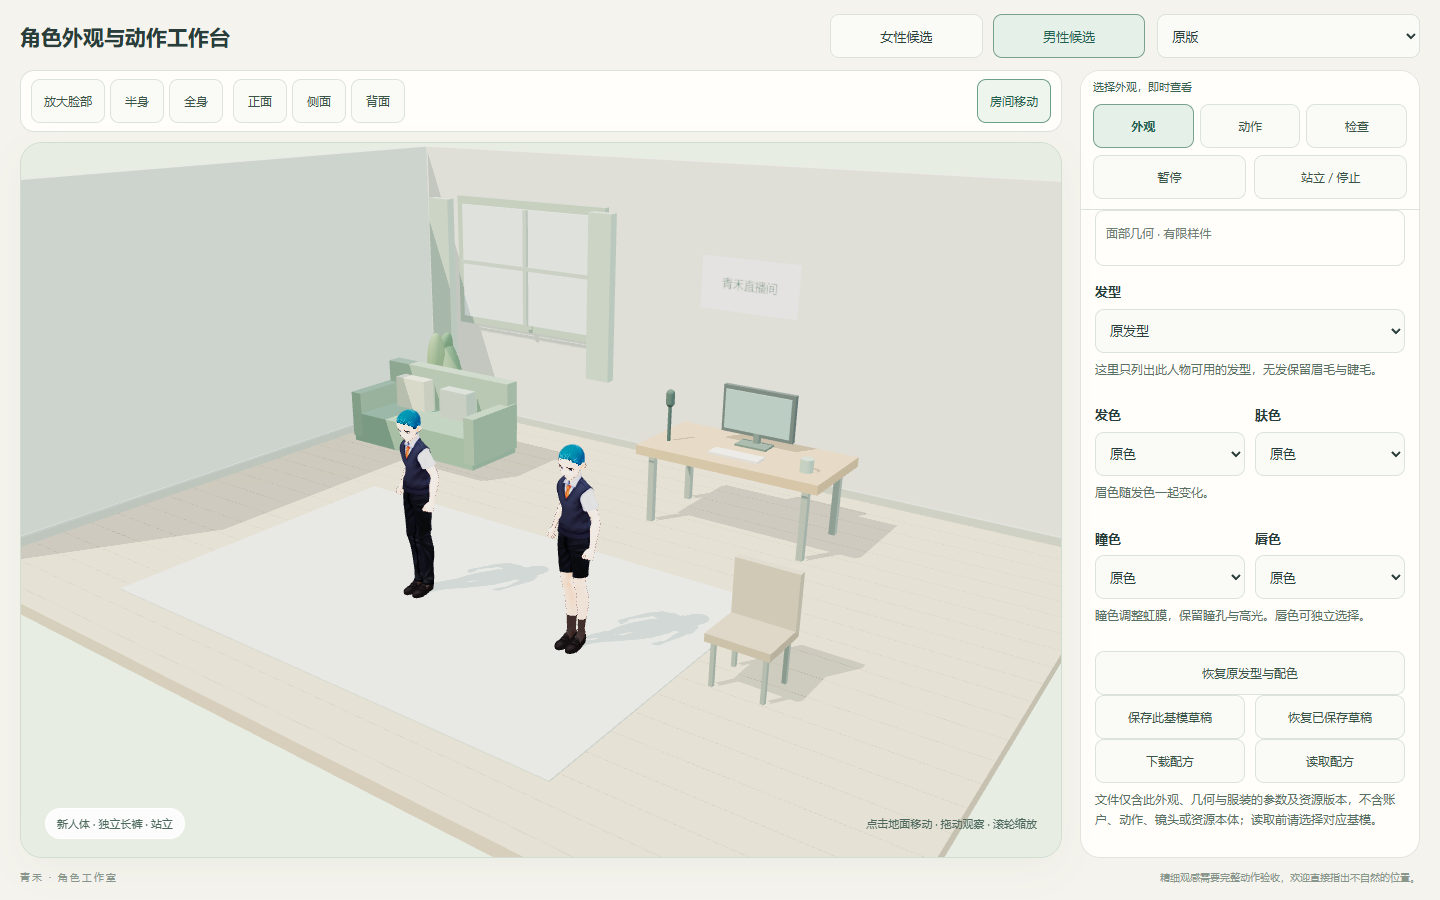 角色外观与动作工作台
女性候选
男性候选
原版
放大脸部
半身
全身
正面
侧面
背面
房间移动
青禾直播间
新人体 · 独立长裤 · 站立
点击地面移动 · 拖动观察 · 滚轮缩放
选择外观，即时查看
外观
动作
检查
暂停
站立 / 停止
面部几何 · 有限样件
发型
原发型
这里只列出此人物可用的发型，无发保留眉毛与睫毛。
发色
肤色
原色
原色
眉色随发色一起变化。
瞳色
唇色
原色
原色
瞳色调整虹膜，保留瞳孔与高光。唇色可独立选择。
恢复原发型与配色
保存此基模草稿
恢复已保存草稿
下载配方
读取配方
文件仅含此外观、几何与服装的参数及资源版本，不含账
户、动作、镜头或资源本体；读取前请选择对应基模。
青禾 · 角色工作室
精细观感需要完整动作验收，欢迎直接指出不自然的位置。